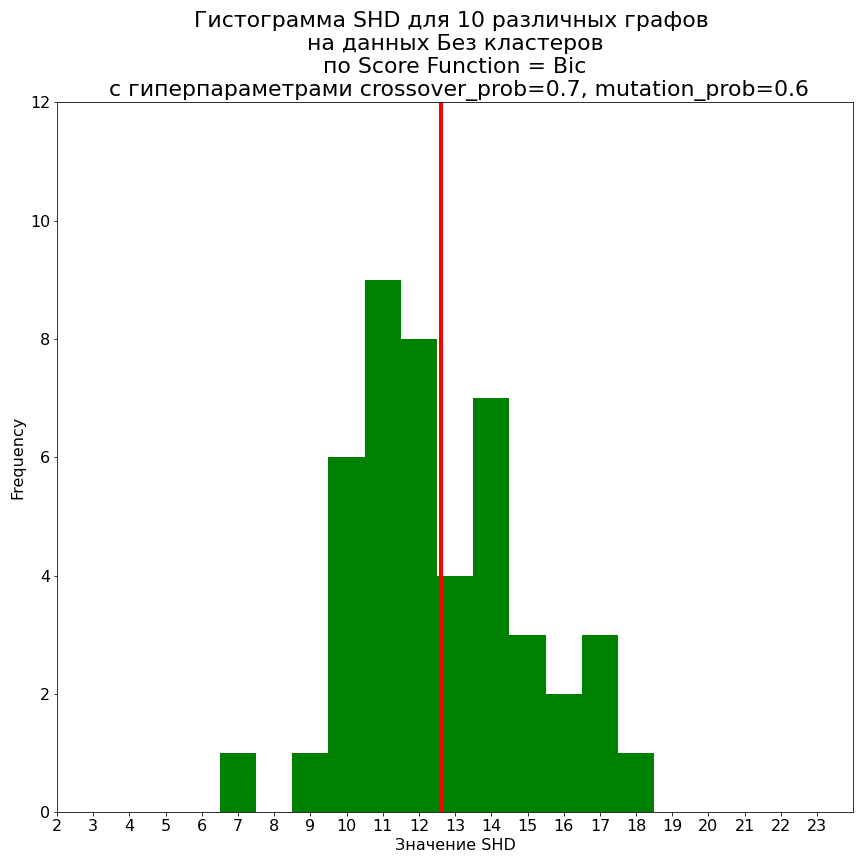 Гистограмма SHD для 10 различных графов
на данных Без кластеров
по Score Function = Bic
с гиперпараметрами crossover_prob=0.7, mutation_prob=0.6
12
10
8
6
4
2
0
Frequency
2 3 4 5 6 7 8 9 10 11 12 13 14 15 16 17 18 19 20 21 22 23
Значение SHD